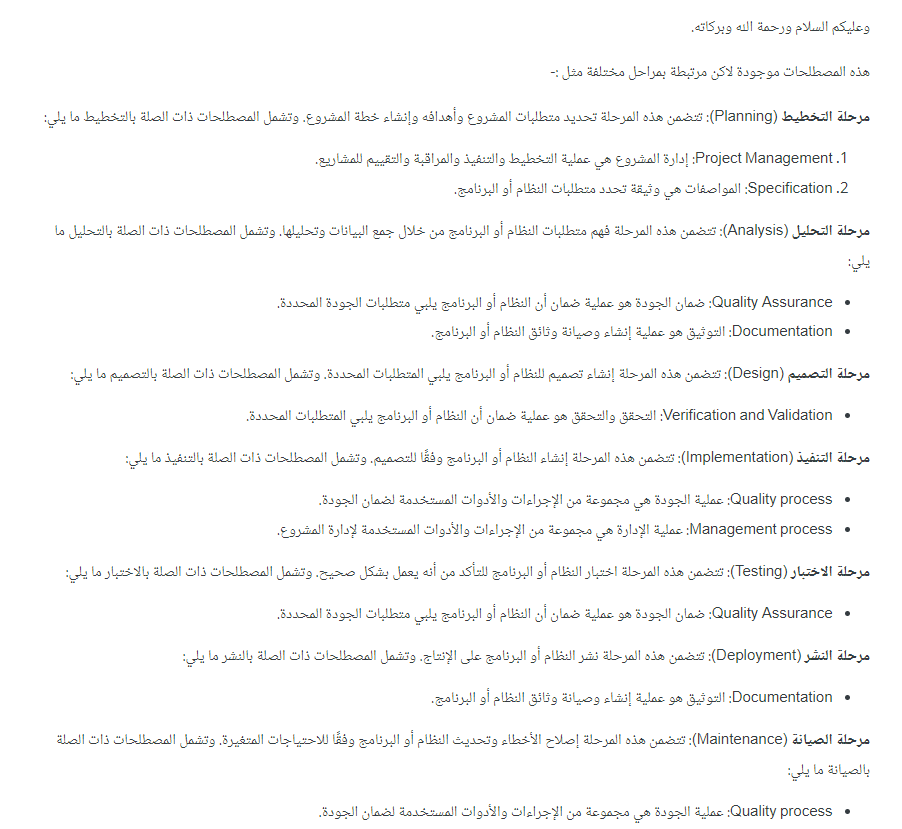 وعليكم السلام ورحمة الله وبركاته.
هذه المصطلحات موجودة لاكن مرتبطة بمراحل مختلفة مثل :-
مرحلة التخطيط (Planning): تتضمن هذه المرحلة تحديد متطلبات المشروع وأهدافه وإنشاء خطة المشروع. وتشمل المصطلحات ذات الصلة بالتخطيط ما يلي:
1. Project Management: إدارة المشروع هي عملية التخطيط والتنفيذ والمراقبة والتقييم للمشاريع.
2. Specification: المواصفات هي وثيقة تحدد متطلبات النظام أو البرنامج.
مرحلة التحليل (Analysis): تتضمن هذه المرحلة فهم متطلبات النظام أو البرنامج من خلال جمع البيانات وتحليلها. وتشمل المصطلحات ذات الصلة بالتحليل ما
يلي:
• Quality Assurance: ضمان الجودة هو عملية ضمان أن النظام أو البرنامج يلبي متطلبات الجودة المحددة.
• Documentation: التوثيق هو عملية إنشاء وصيانة وثائق النظام أو البرنامج.
مرحلة التصميم (Design): تتضمن هذه المرحلة إنشاء تصميم للنظام أو البرنامج يلبي المتطلبات المحددة. وتشمل المصطلحات ذات الصلة بالتصميم ما يلي:
• Verification and Validation: التحقق والتحقق هو عملية ضمان أن النظام أو البرنامج يلبي المتطلبات المحددة.
مرحلة التنفيذ (Implementation): تتضمن هذه المرحلة إنشاء النظام أو البرنامج وفقًا للتصميم. وتشمل المصطلحات ذات الصلة بالتنفيذ ما يلي:
• Quality process: عملية الجودة هي مجموعة من الإجراءات والأدوات المستخدمة لضمان الجودة.
• Management process: عملية الإدارة هي مجموعة من الإجراءات والأدوات المستخدمة لإدارة المشروع.
مرحلة الاختبار (Testing): تتضمن هذه المرحلة اختبار النظام أو البرنامج للتأكد من أنه يعمل بشكل صحيح. وتشمل المصطلحات ذات الصلة بالاختبار ما يلي:
• Quality Assurance: ضمان الجودة هو عملية ضمان أن النظام أو البرنامج يلبي متطلبات الجودة المحددة.
مرحلة النشر (Deployment): تتضمن هذه المرحلة نشر النظام أو البرنامج على الإنتاج. وتشمل المصطلحات ذات الصلة بالنشر ما يلي:
• Documentation: التوثيق هو عملية إنشاء وصيانة وثائق النظام أو البرنامج.
مرحلة الصيانة (Maintenance): تتضمن هذه المرحلة إصلاح الأخطاء وتحديث النظام أو البرنامج وفقًا للاحتياجات المتغيرة. وتشمل المصطلحات ذات الصلة
بالصيانة ما يلي:
• Quality process: عملية الجودة هي مجموعة من الإجراءات والأدوات المستخدمة لضمان الجودة.